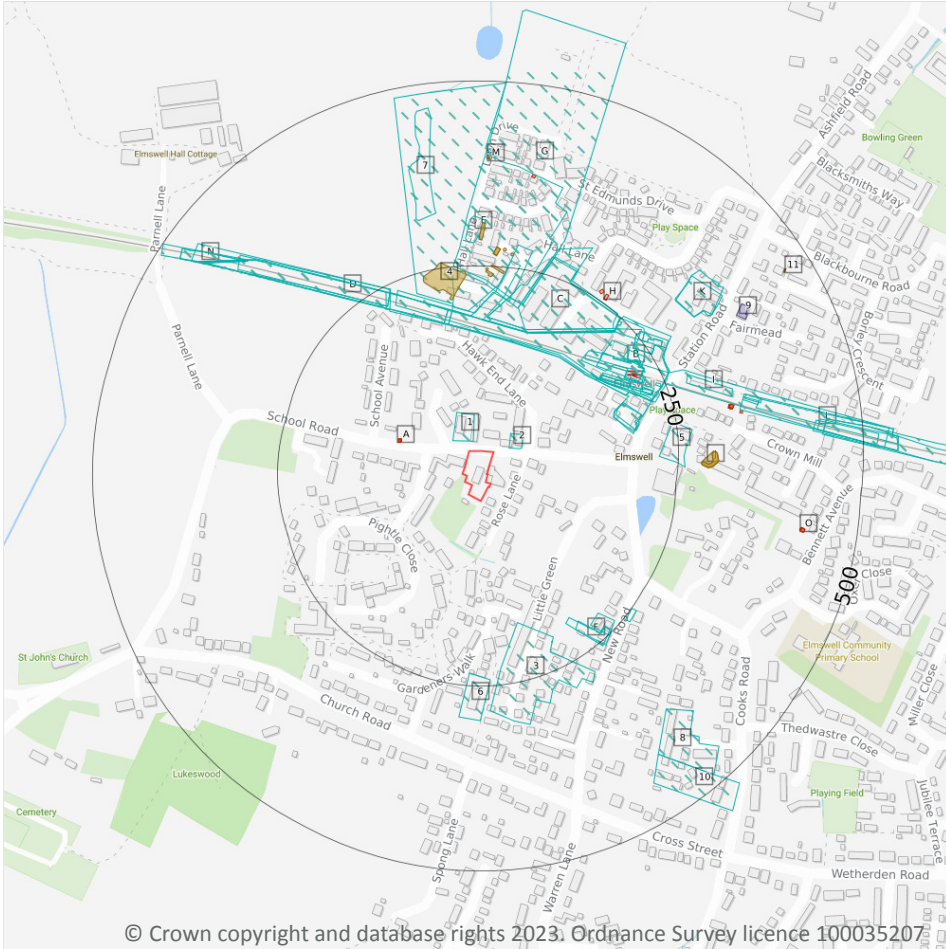 Ashfield Road
Bowling Green
Elmswell Hall Cottage
Drive
M
G
7
Blacksmiths Way
St Edmunds Drive
Parnell Lane
Play Space
E
Hall Lane
Hall Lane
N
4
11
Blackbourne Road
D
C
H
K
9
Station Road
Fairmead
Borley Crescent
Parnell Lane
School Avenue
Hawk End Lane
B
I
250
Play Space
L
School Road
A
1
2
5
Elmswell
J
Crown Mill
Rose Lane
Pightle Close
O
Bennett Avenue
Little Green
500
Close
F
New Road
Elmswell Community
Primary School
St John's Church
3
Gardeners Walk
6
Church Road
Cooks Road
Miller Close
8
Thedwastre Close
10
Lukeswood
Playing Field
Cemetery
Jubilee Terrace
Spong Lane
Warren Lane
Cross Street
Wetherden Road
© Crown copyright and database rights 2023. Ordnance Survey licence 100035207.